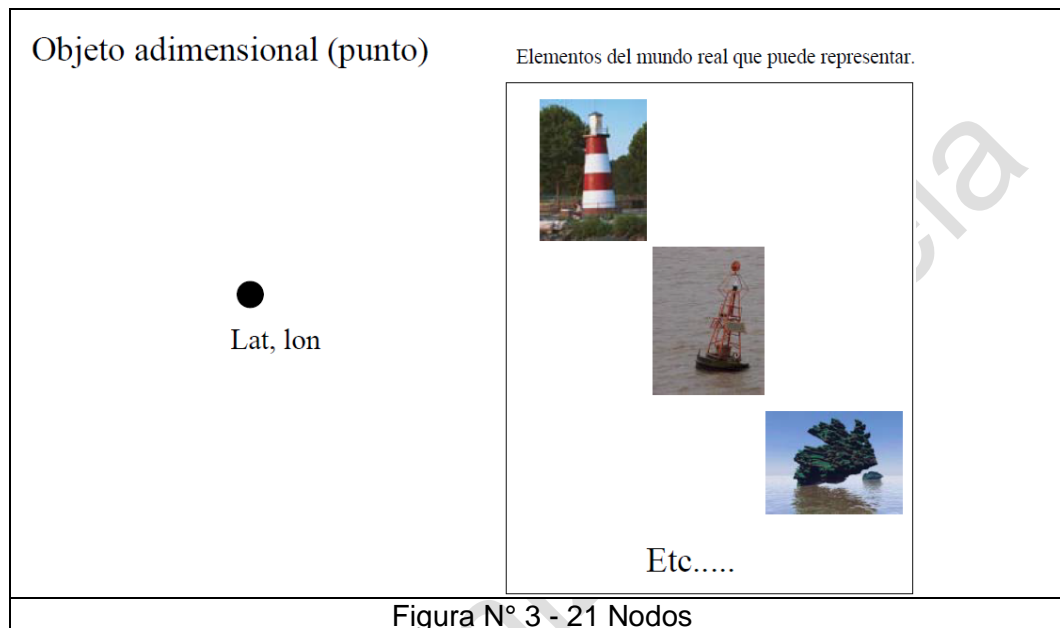 Objeto adimensional (punto)
Elementos del mundo real que puede representar.
Lat, lon
Etc.....
Figura N° 3 - 21 Nodos